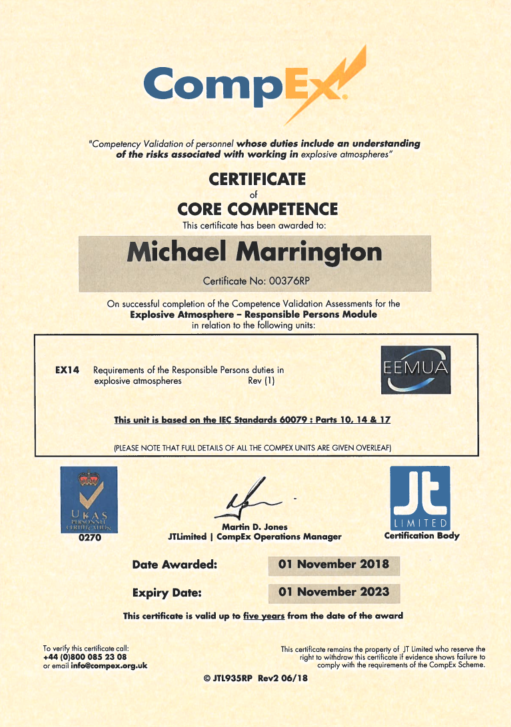 CompEx
"Competency Validation of personnel whose duties include an understanding
of the risks associated with working in explosive atmospheres"
CERTIFICATE
of
CORE COMPETENCE
This certificate has been awarded to:
Michael Marrington
Certificate No: 00376RP
On successful completion of the Competence Validation Assessments for the
Explosive Atmosphere – Responsible Persons Module
in relation to the following units:
EX14 Requirements of the Responsible Persons duties in
explosive atmospheres Rev (1)
EEMUA
This unit is based on the IEC Standards 60079 : Parts 10, 14 & 17
(PLEASE NOTE THAT FULL DETAILS OF ALL THE COMPEX UNITS ARE GIVEN OVERLEAF)
UKAS
PERSONNEL
CERTIFICATION
0270
Martin D. Jones
JTLimited | CompEx Operations Manager
Jt
LIMITED
Certification Body
Date Awarded: 01 November 2018
Expiry Date: 01 November 2023
This certificate is valid up to five years from the date of the award
To verify this certificate call:
+44 (0)800 085 23 08
or email info@compex.org.uk
This certificate remains the property of JT Limited who reserve the
right to withdraw this certificate if evidence shows failure to
comply with the requirements of the CompEx Scheme.
© JTL935RP Rev2 06/18